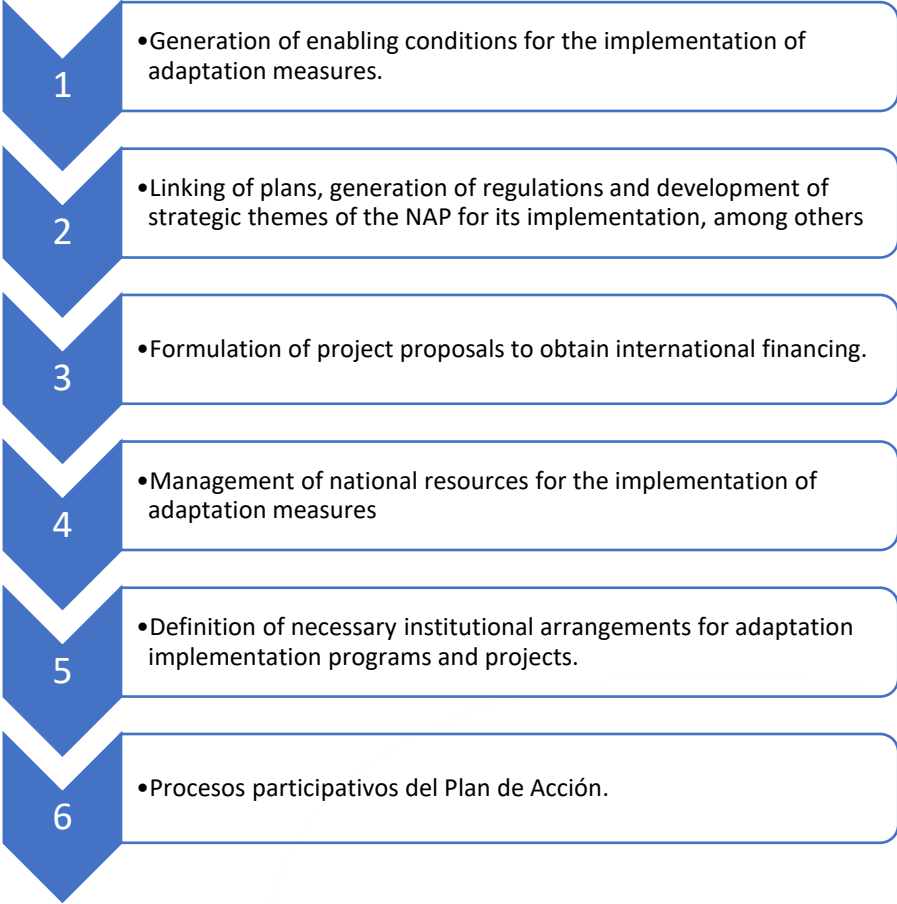 1
•Generation of enabling conditions for the implementation of
adaptation measures.
2
•Linking of plans, generation of regulations and development of
strategic themes of the NAP for its implementation, among others
3
•Formulation of project proposals to obtain international financing.
4
•Management of national resources for the implementation of
adaptation measures
5
•Definition of necessary institutional arrangements for adaptation
implementation programs and projects.
6
•Procesos participativos del Plan de Acción.